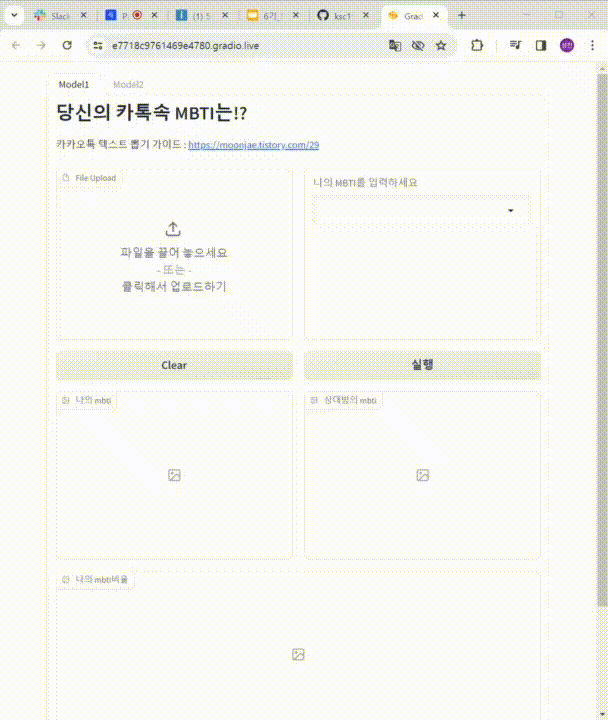 Slack
(1) 5
6기_
ksc1
Grad
e7718c9761469e4780.gradio.live
Model1
Model2
당신의 카톡속 MBTI는!?
카카오톡 텍스트 뽑기 가이드 : https://moonjae.tistory.com/29
File Upload
파일을 끌어 놓으세요
- 또는 -
클릭해서 업로드하기
나의 MBTI를 입력하세요
Clear
실행
나의 mbti
상대방의 mbti
나의 mbti비율